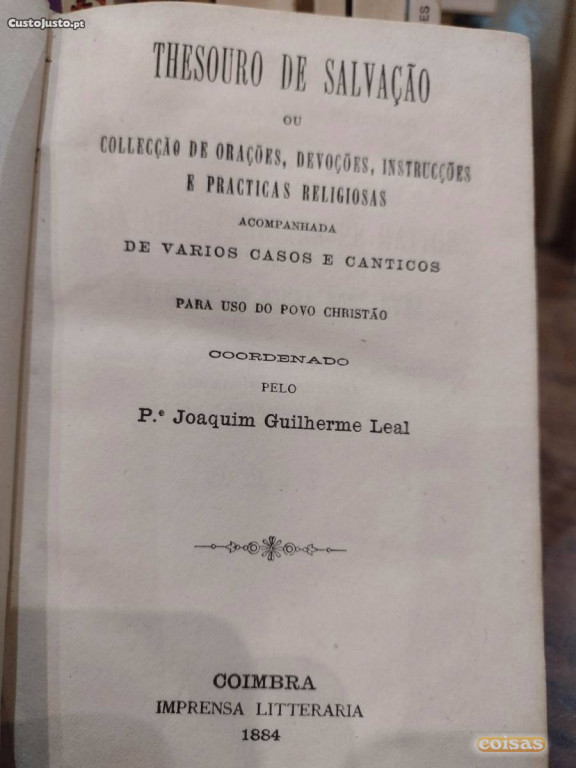 CustoJusto.pt
THESOURO DE SALVAÇÃO
OU
COLLECÇÃO DE ORAÇÕES, DEVOÇÕES, INSTRUCÇÕES
E PRACTICAS RELIGIOSAS
ACOMPANHADA
DE VARIOS CASOS E CANTICOS
PARA USO DO POVO CHRISTÃO
COORDENADO
PELO
P.e Joaquim Guilherme Leal
COIMBRA
IMPRENSA LITTERARIA
1884
coisas